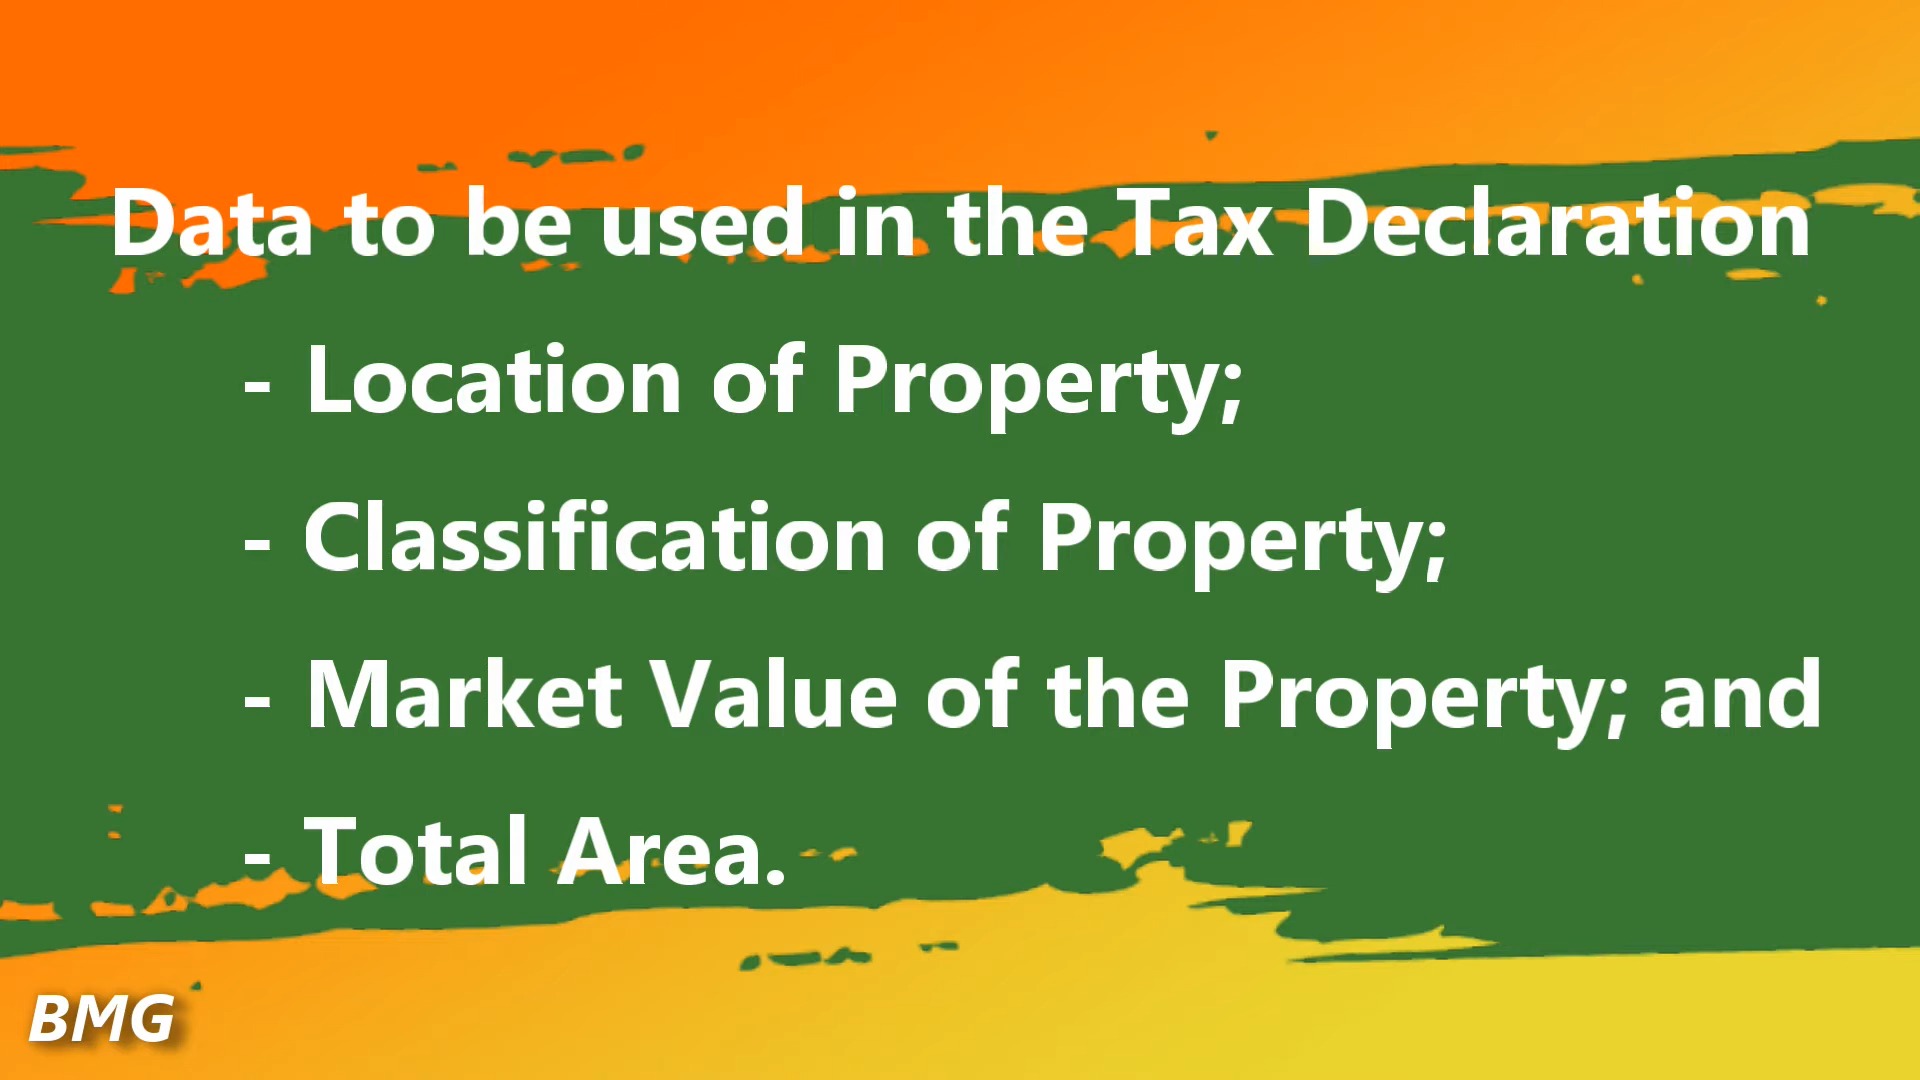 Data to be used in the Tax Declaration
- Location of Property;
- Classification of Property;
- Market Value of the Property; and
- Total Area.
BMG